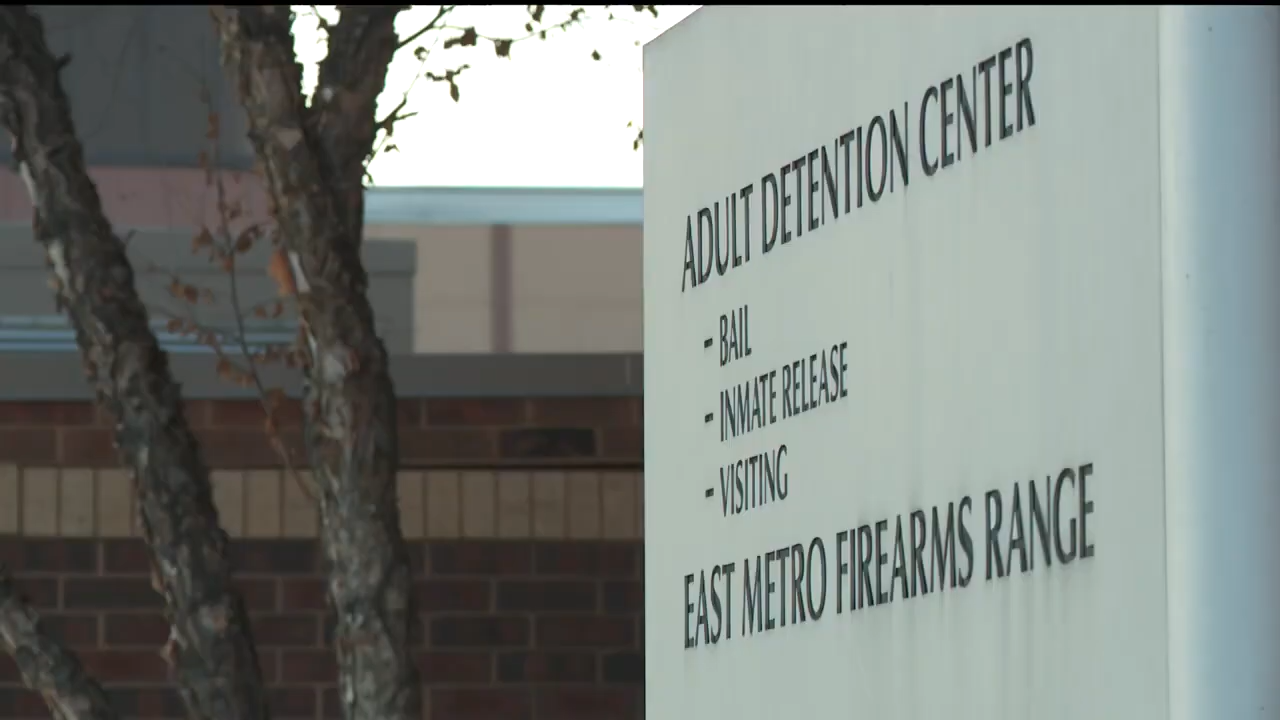 ADULT DETENTION CENTER
- BAIL
- INMATE RELEASE
- VISITING
EAST METRO FIREARMS RANGE